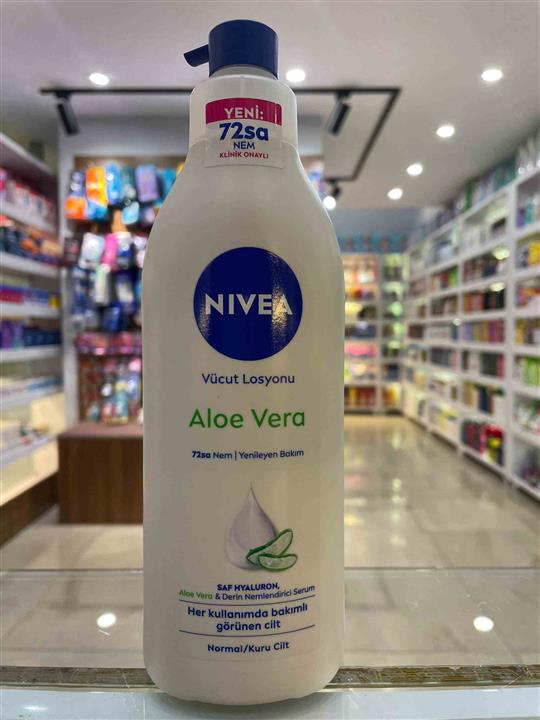 YENİ:
72sa
NEM
KLİNİK ONAYLI
NIVEA
Vücut Losyonu
Aloe Vera
72sa Nem | Yenileyen Bakım
SAF HYALURON,
Aloe Vera & Derin Nemlendirici Serum
Her kullanımda bakımlı
görünen cilt
Normal/Kuru Cilt